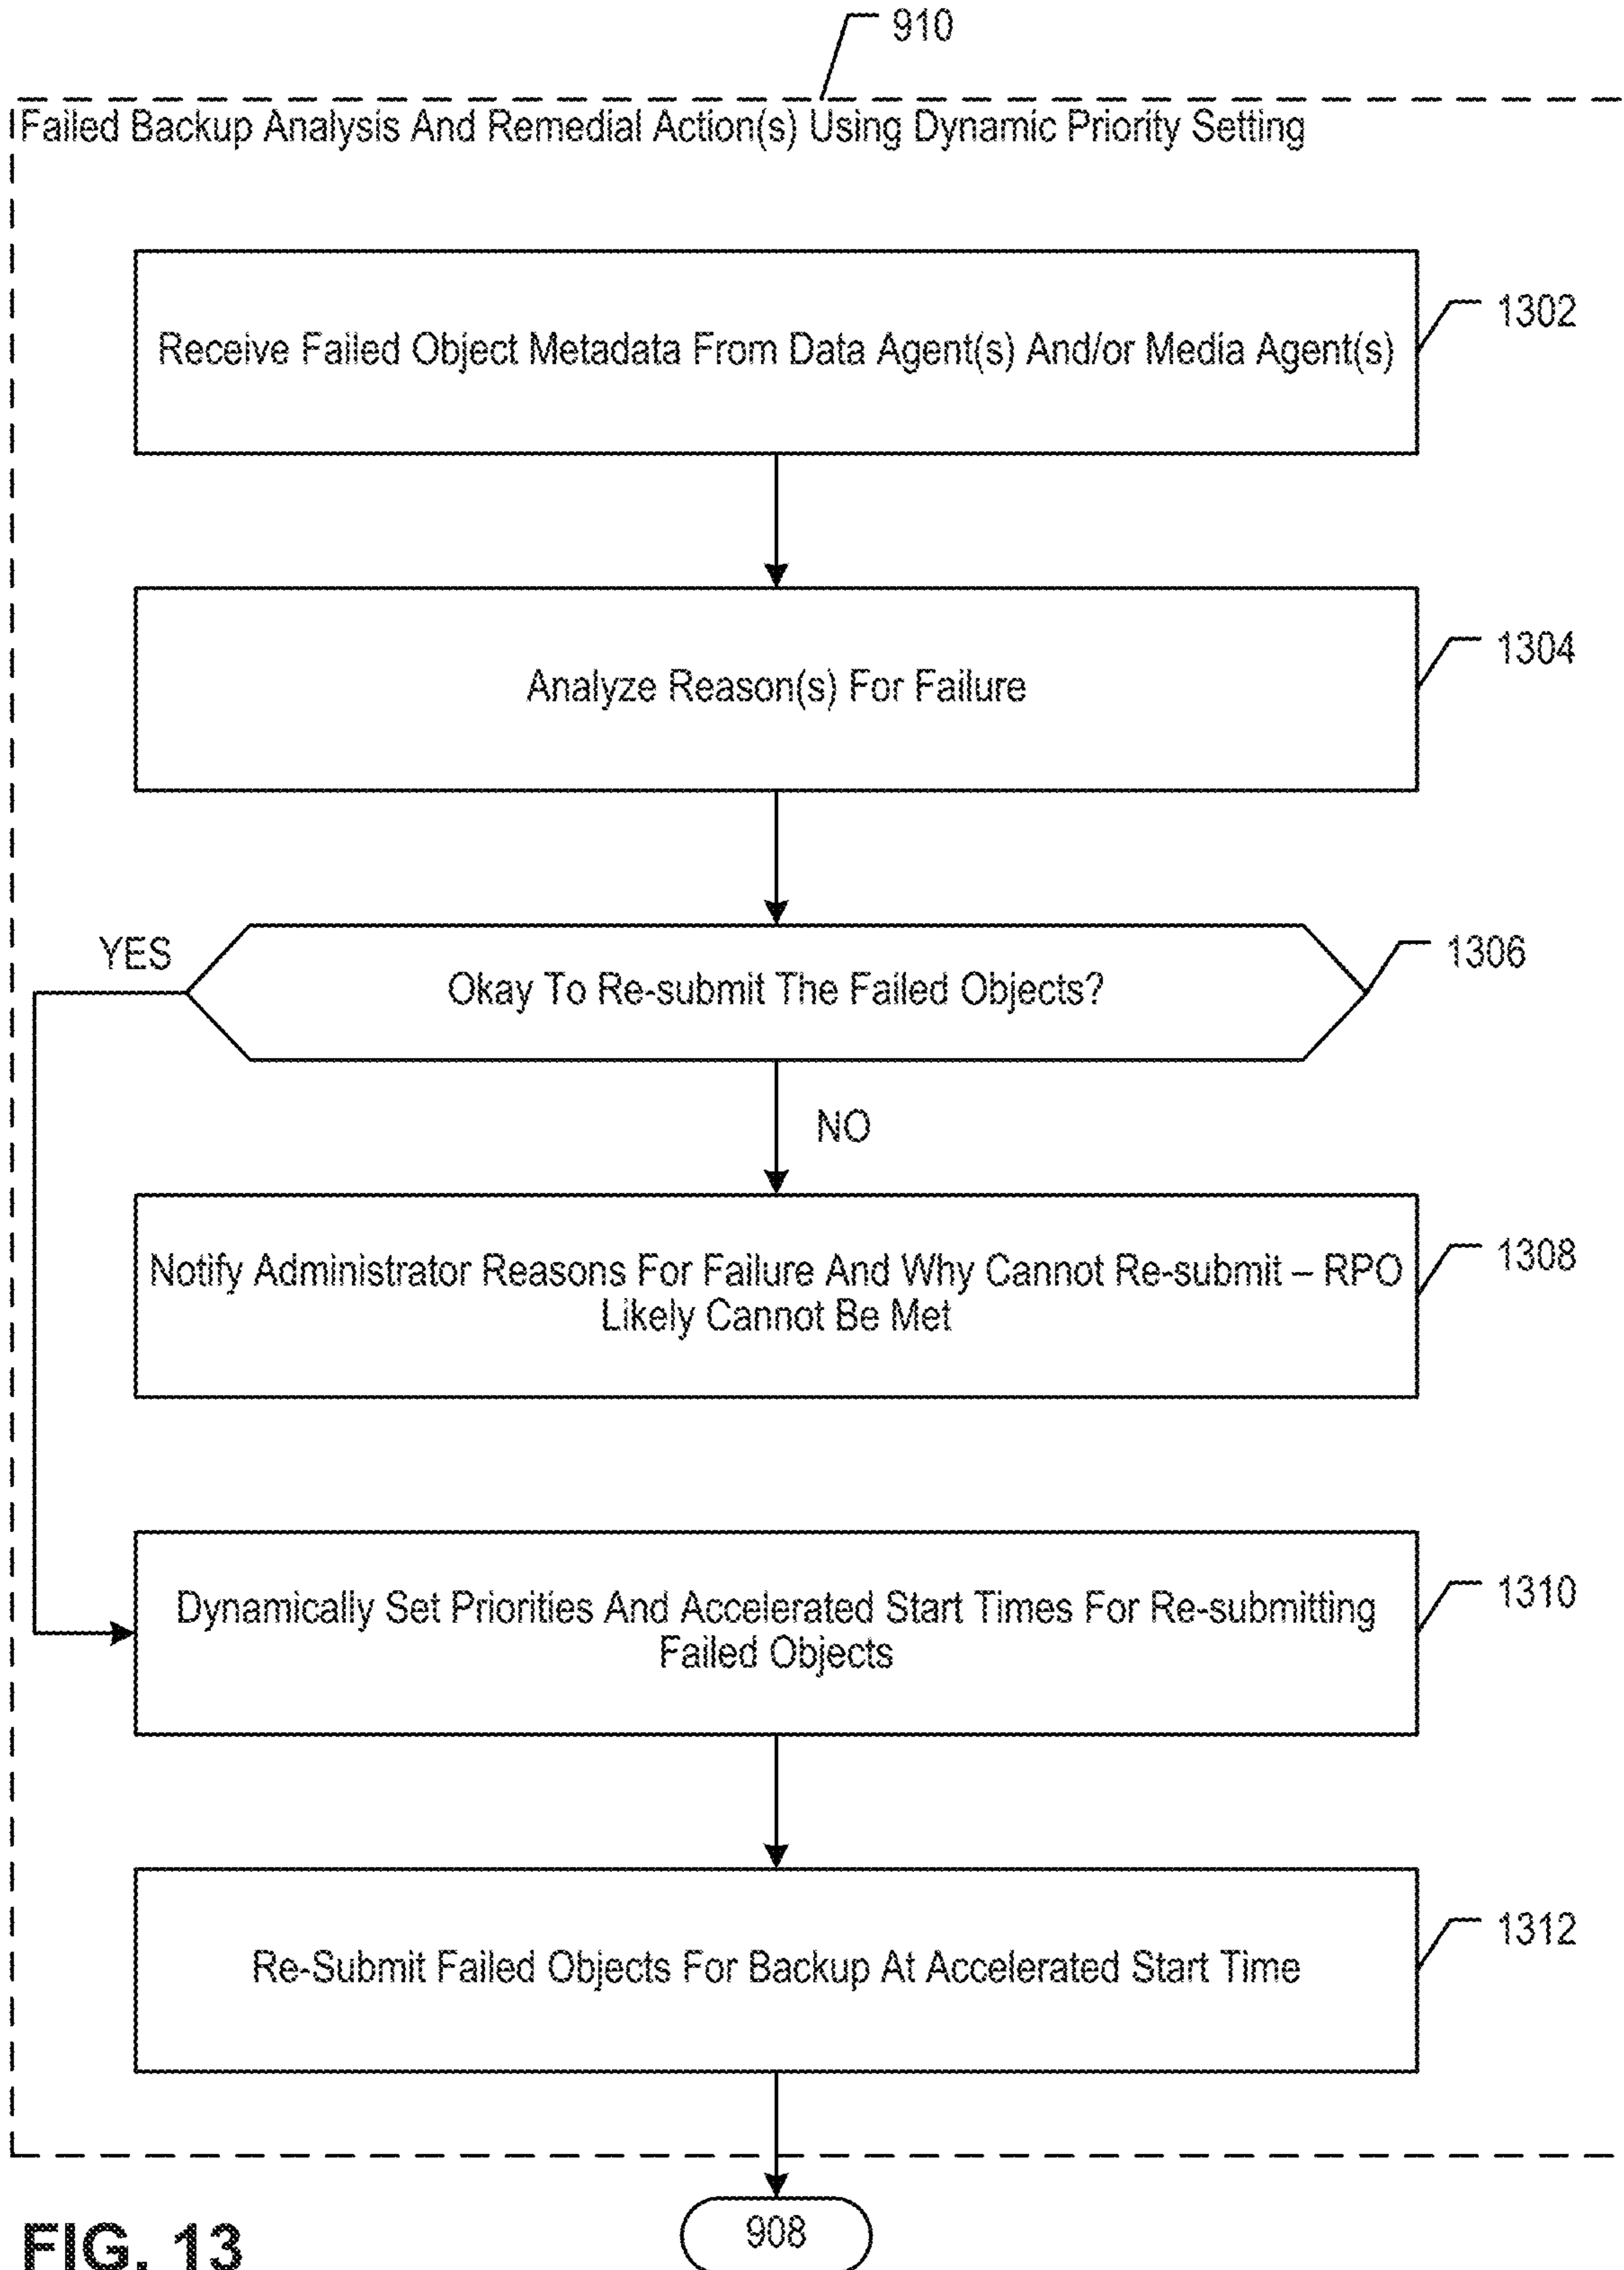 910
Failed Backup Analysis And Remedial Action(s) Using Dynamic Priority Setting
Receive Failed Object Metadata From Data Agent(s) And/or Media Agent(s)
1302
Analyze Reason(s) For Failure
1304
YES
Okay To Re-submit The Failed Objects?
1306
NO
Notify Administrator Reasons For Failure And Why Cannot Re-submit – RPO
Likely Cannot Be Met
1308
Dynamically Set Priorities And Accelerated Start Times For Re-submitting
Failed Objects
1310
Re-Submit Failed Objects For Backup At Accelerated Start Time
1312
908
FIG. 13